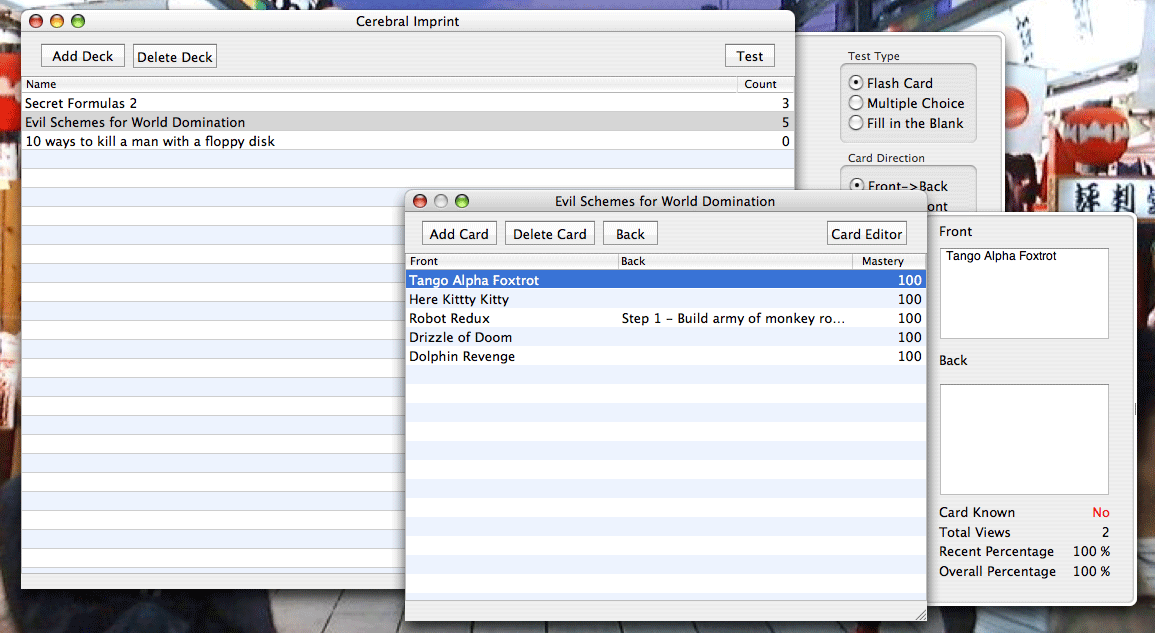 Cerebral Imprint
Add Deck Delete Deck Test
Name Count
Secret Formulas 2 3
Evil Schemes for World Domination 5
10 ways to kill a man with a floppy disk 0
Test Type
Flash Card
Multiple Choice
Fill in the Blank
Card Direction
Front->Back
ont
Evil Schemes for World Domination
Add Card Delete Card Back Card Editor
Front Back Mastery
Tango Alpha Foxtrot 100
Here Kittty Kitty 100
Robot Redux Step 1 – Build army of monkey ro... 100
Drizzle of Doom 100
Dolphin Revenge 100
Front
Tango Alpha Foxtrot
Back
Card Known No
Total Views 2
Recent Percentage 100 %
Overall Percentage 100 %
評判